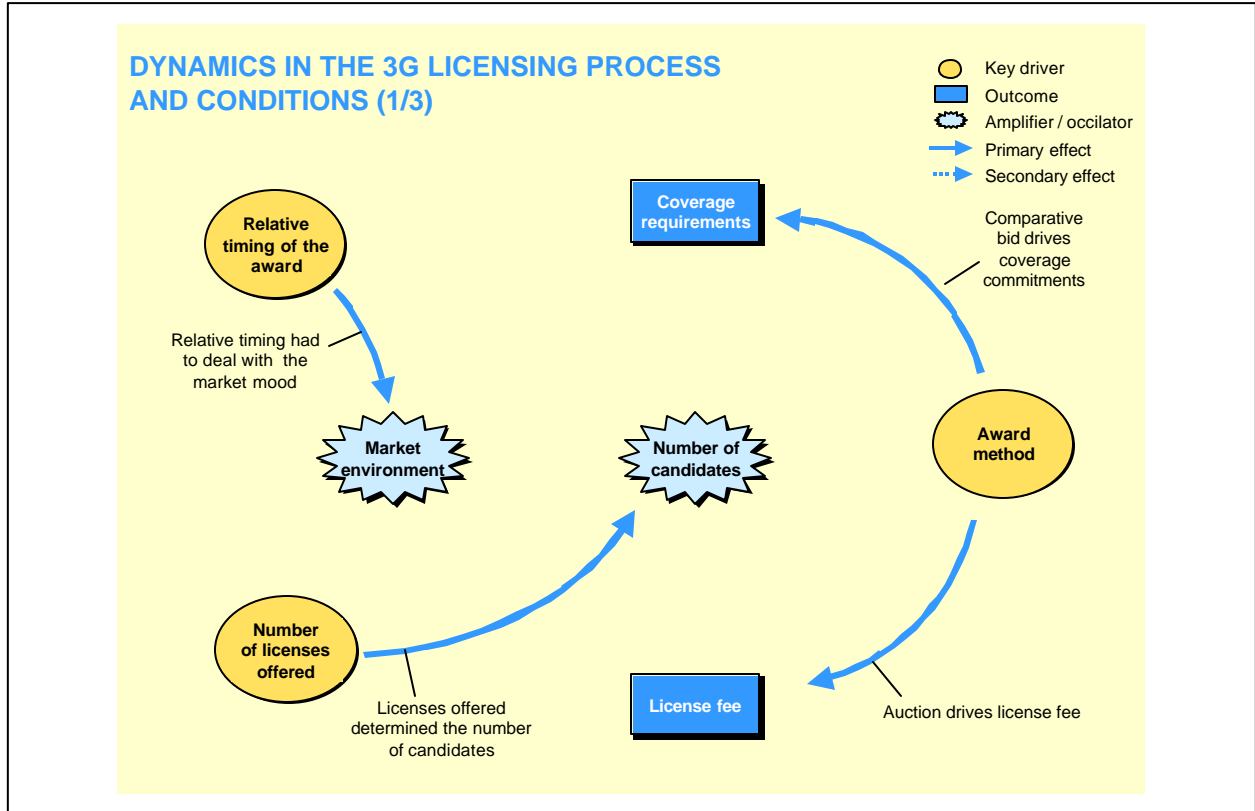 DYNAMICS IN THE 3G LICENSING PROCESS
AND CONDITIONS (1/3)
Key driver
Outcome
Amplifier / occilator
Primary effect
Secondary effect
Relative
timing of the
award
Coverage
requirements
Comparative
bid drives
coverage
commitments
Relative timing had
to deal with the
market mood
Market
environment
Number of
candidates
Award
method
Number
of licenses
offered
Licenses offered
determined the number
of candidates
License fee
Auction drives license fee